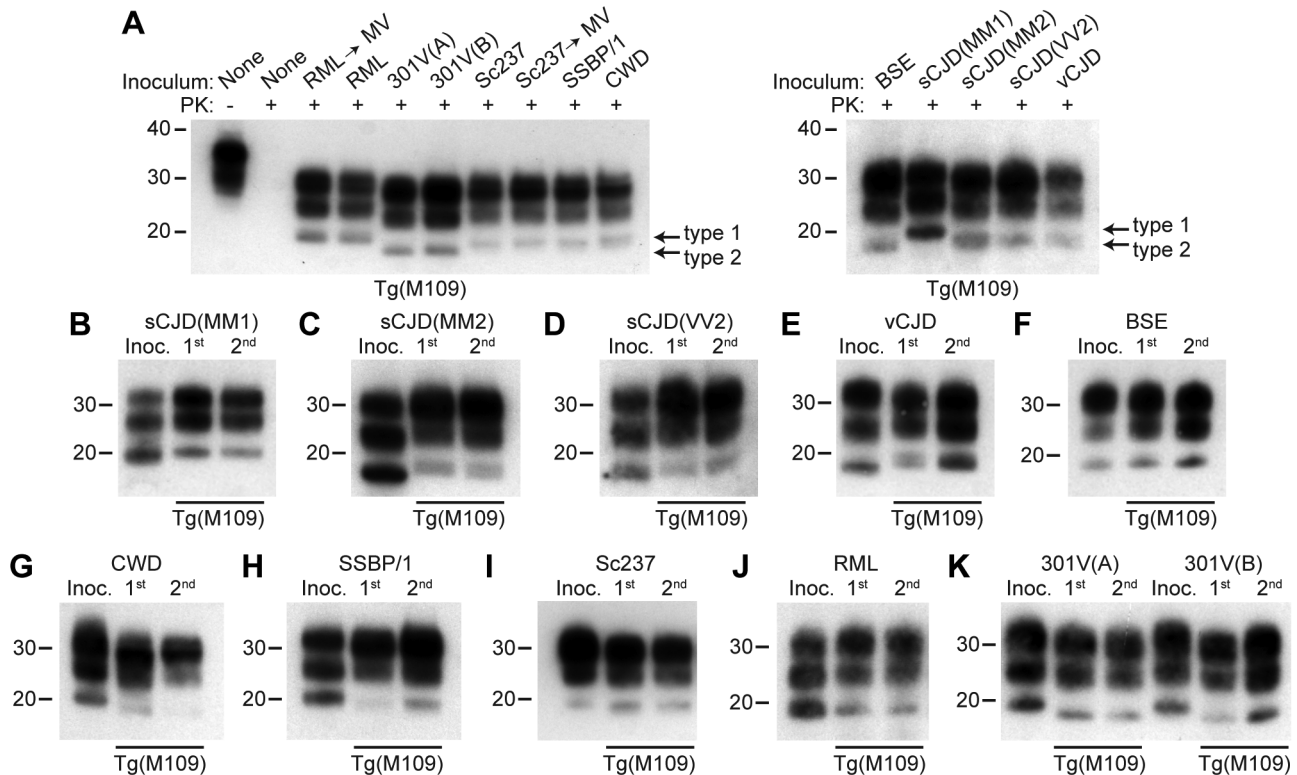 A
Inoculum: None None RML→ MV RML 301V(A) 301V(B) Sc237 Sc237→ MV SSBP/1 CWD
PK: - + + + + + + + + +
40
30
20
type 1
type 2
Tg(M109)
Inoculum: BSE sCJD(MM1) sCJD(MM2) sCJD(VV2) vCJD
PK: + + + + +
40
30
20
type 1
type 2
Tg(M109)
B
sCJD(MM1)
Inoc. 1st 2nd
30
20
Tg(M109)
C
sCJD(MM2)
Inoc. 1st 2nd
30
20
Tg(M109)
D
sCJD(VV2)
Inoc. 1st 2nd
30
20
Tg(M109)
E
vCJD
Inoc. 1st 2nd
30
20
Tg(M109)
F
BSE
Inoc. 1st 2nd
30
20
Tg(M109)
G
CWD
Inoc. 1st 2nd
30
20
Tg(M109)
H
SSBP/1
Inoc. 1st 2nd
30
20
Tg(M109)
I
Sc237
Inoc. 1st 2nd
30
20
Tg(M109)
J
RML
Inoc. 1st 2nd
30
20
Tg(M109)
K
301V(A) 301V(B)
Inoc. 1st 2nd Inoc. 1st 2nd
30
20
Tg(M109) Tg(M109)